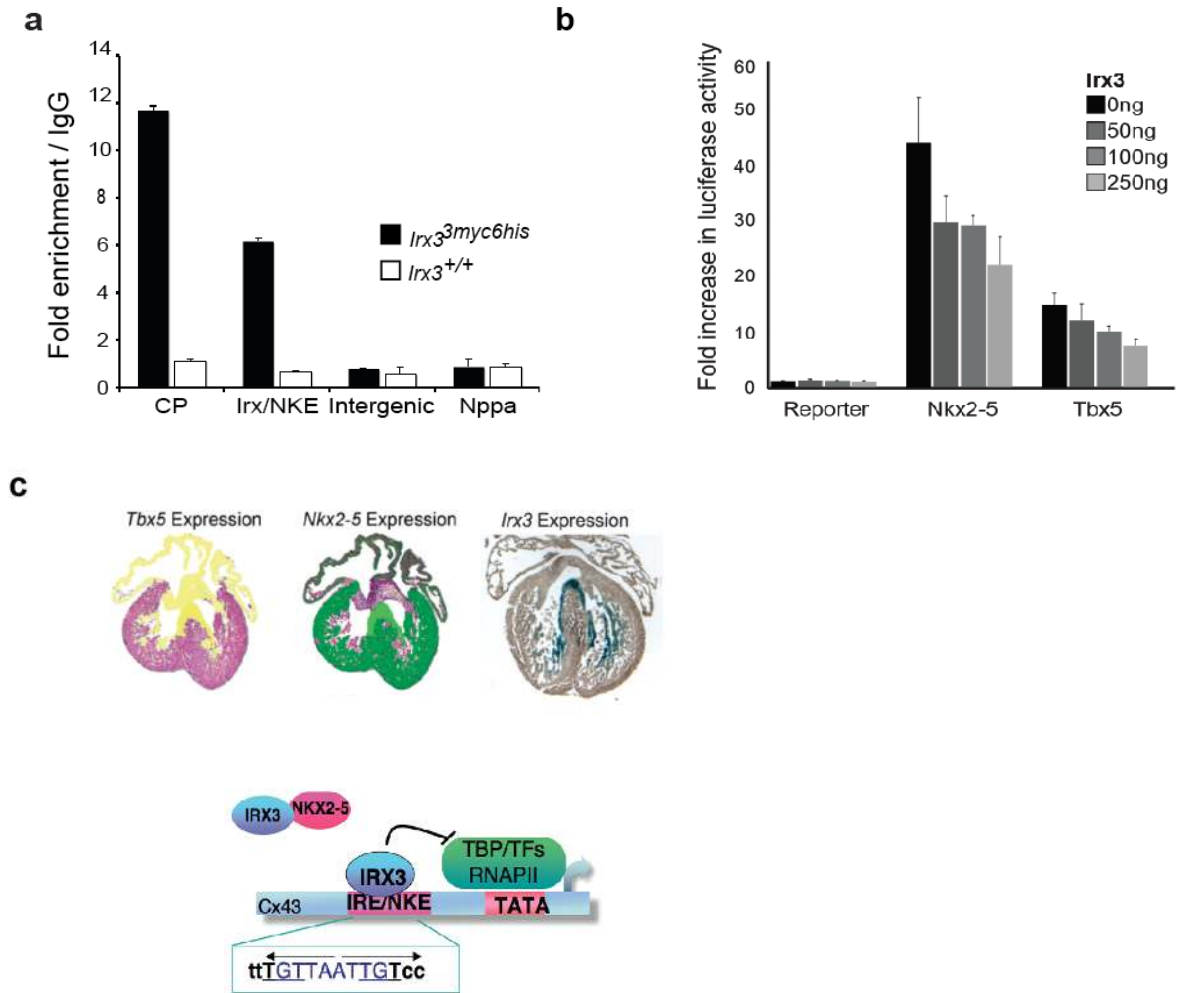 a
Fold enrichment / IgG
14
12
10
8
6
4
2
0
Irx3 3myc6his
Irx3 +/+
CP Irx/NKE Intergenic Nppa
b
Fold increase in luciferase activity
60
50
40
30
20
10
0
Irx3
0ng
50ng
100ng
250ng
Reporter Nkx2-5 Tbx5
c
Tbx5 Expression Nkx2-5 Expression Irx3 Expression
IRX3 NKX2-5
TBP/TFs
RNAPII
IRX3
Cx43 IRE/NKE TATA
ttTGTTAATTGTcc